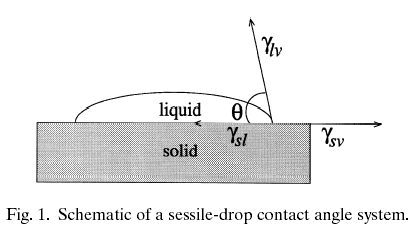 γlv
liquid θ
γsl γsv
solid
Fig. 1. Schematic of a sessile-drop contact angle system.